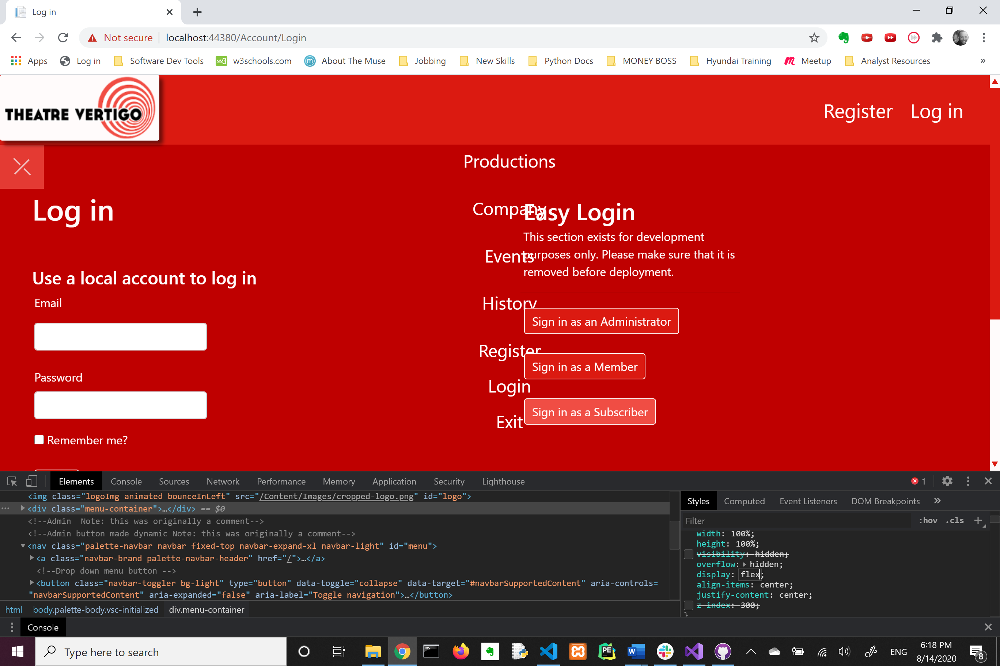 Log in
Not secure
localhost:44380/Account/Login
Apps
Log in
Software Dev Tools
w3schools.com
About The Muse
Jobbing
New Skills
Python Docs
MONEY BOSS
Hyundai Training
Meetup
Analyst Resources
»
THEATRE VERTIGO
Register
Log in
Productions
Log in
Company
Easy Login
This section exists for development
Events
purposes only. Please make sure that it is
removed before deployment.
Use a local account to log in
Email
History
Sign in as an Administrator
Register
Sign in as a Member
Password
Login
Sign in as a Subscriber
Exit
Remember me?
Elements
Console
Sources
Network
Performance
Memory
Application
Security
Lighthouse
1
<img class="logoImg animated bounceInLeft" src="/Content/Images/cropped-logo.png" id="logo">
<div class="menu-container">…</div> == $0
<!--Admin  Note: this was originally a comment-->
<!--Admin button made dynamic Note: this was originally a comment-->
<nav class="palette-navbar navbar fixed-top navbar-expand-xl navbar-light" id="menu">
<a class="navbar-brand palette-navbar-header" href="/">…</a>
<!--Drop down menu button -->
<button class="navbar-toggler bg-light" type="button" data-toggle="collapse" data-target="#navbarSupportedContent" aria-controls=
"navbarSupportedContent" aria-expanded="false" aria-label="Toggle navigation">…</button>
html
body.palette-body.vsc-initialized
div.menu-container
Styles
Computed
Event Listeners
DOM Breakpoints
»
Filter
:hov
.cls
+
width: 100%;
height: 100%;
visibility: hidden;
overflow: hidden;
display: flex;
align-items: center;
justify-content: center;
z-index: 300;
}
Console
Type here to search
ENG
6:18 PM
8/14/2020
8